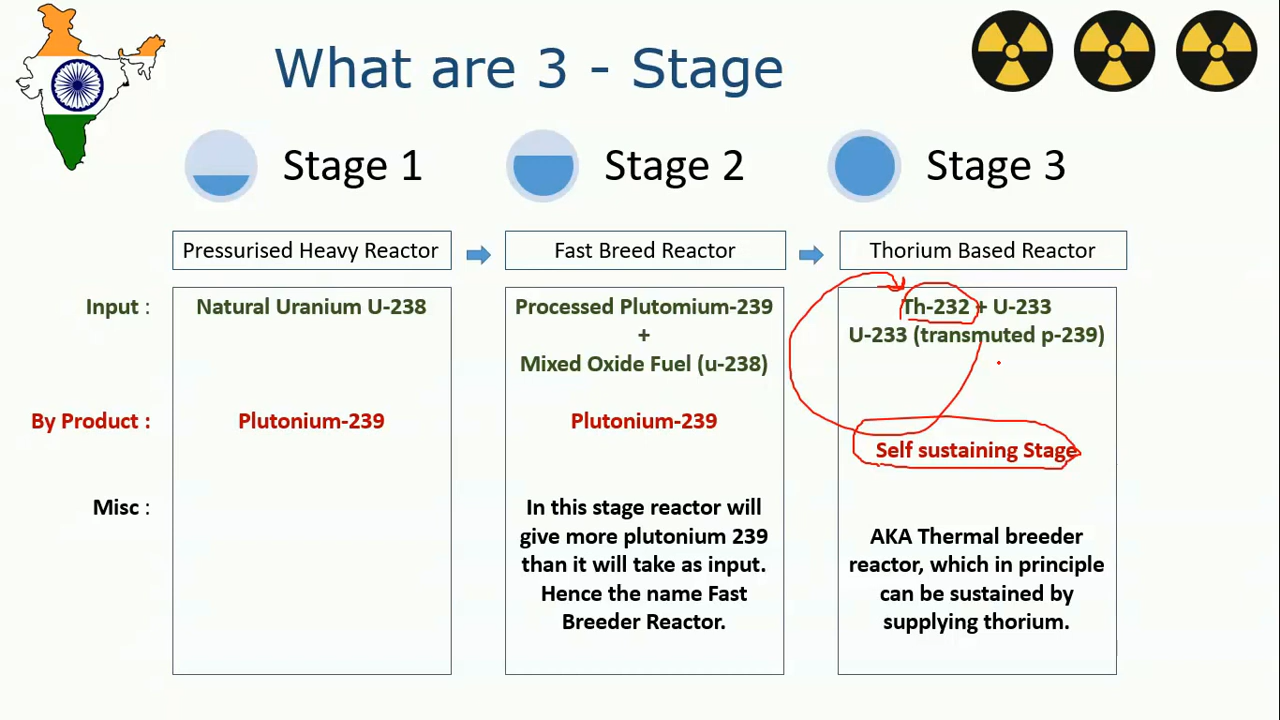 What are 3 - Stage
Stage 1
Stage 2
Stage 3
Pressurised Heavy Reactor
Fast Breed Reactor
Thorium Based Reactor
Input :
Natural Uranium U-238
Processed Plutomium-239
+
Mixed Oxide Fuel (u-238)
Th-232 + U-233
U-233 (transmuted p-239)
By Product :
Plutonium-239
Plutonium-239
Self sustaining Stage
Misc :
In this stage reactor will
give more plutonium 239
than it will take as input.
Hence the name Fast
Breeder Reactor.
AKA Thermal breeder
reactor, which in principle
can be sustained by
supplying thorium.